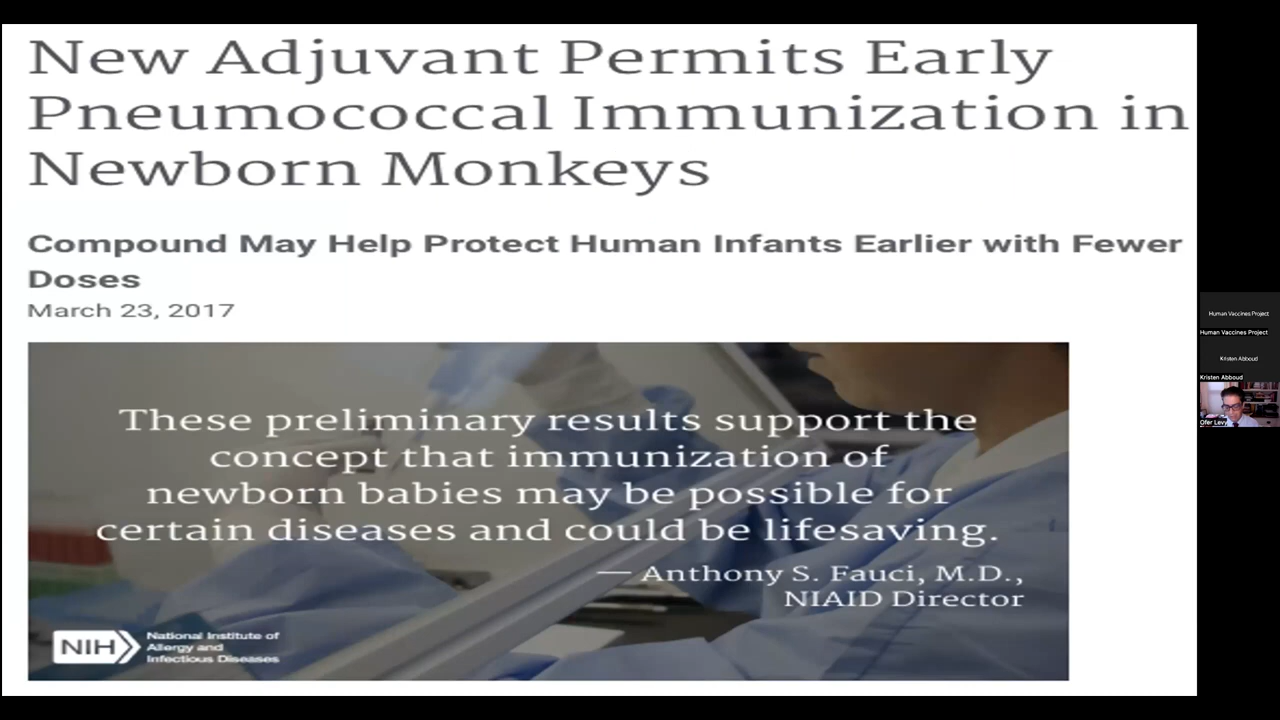 New Adjuvant Permits Early
Pneumococcal Immunization in
Newborn Monkeys
Compound May Help Protect Human Infants Earlier with Fewer
Doses
March 23, 2017
These preliminary results support the
concept that immunization of
newborn babies may be possible for
certain diseases and could be lifesaving.
— Anthony S. Fauci, M.D.,
NIAID Director
NIH
National Institute of
Allergy and
Infectious Diseases
Human Vaccines Project
Human Vaccines Project
Kristen Abboud
Kristen Abboud
Ofer Levy